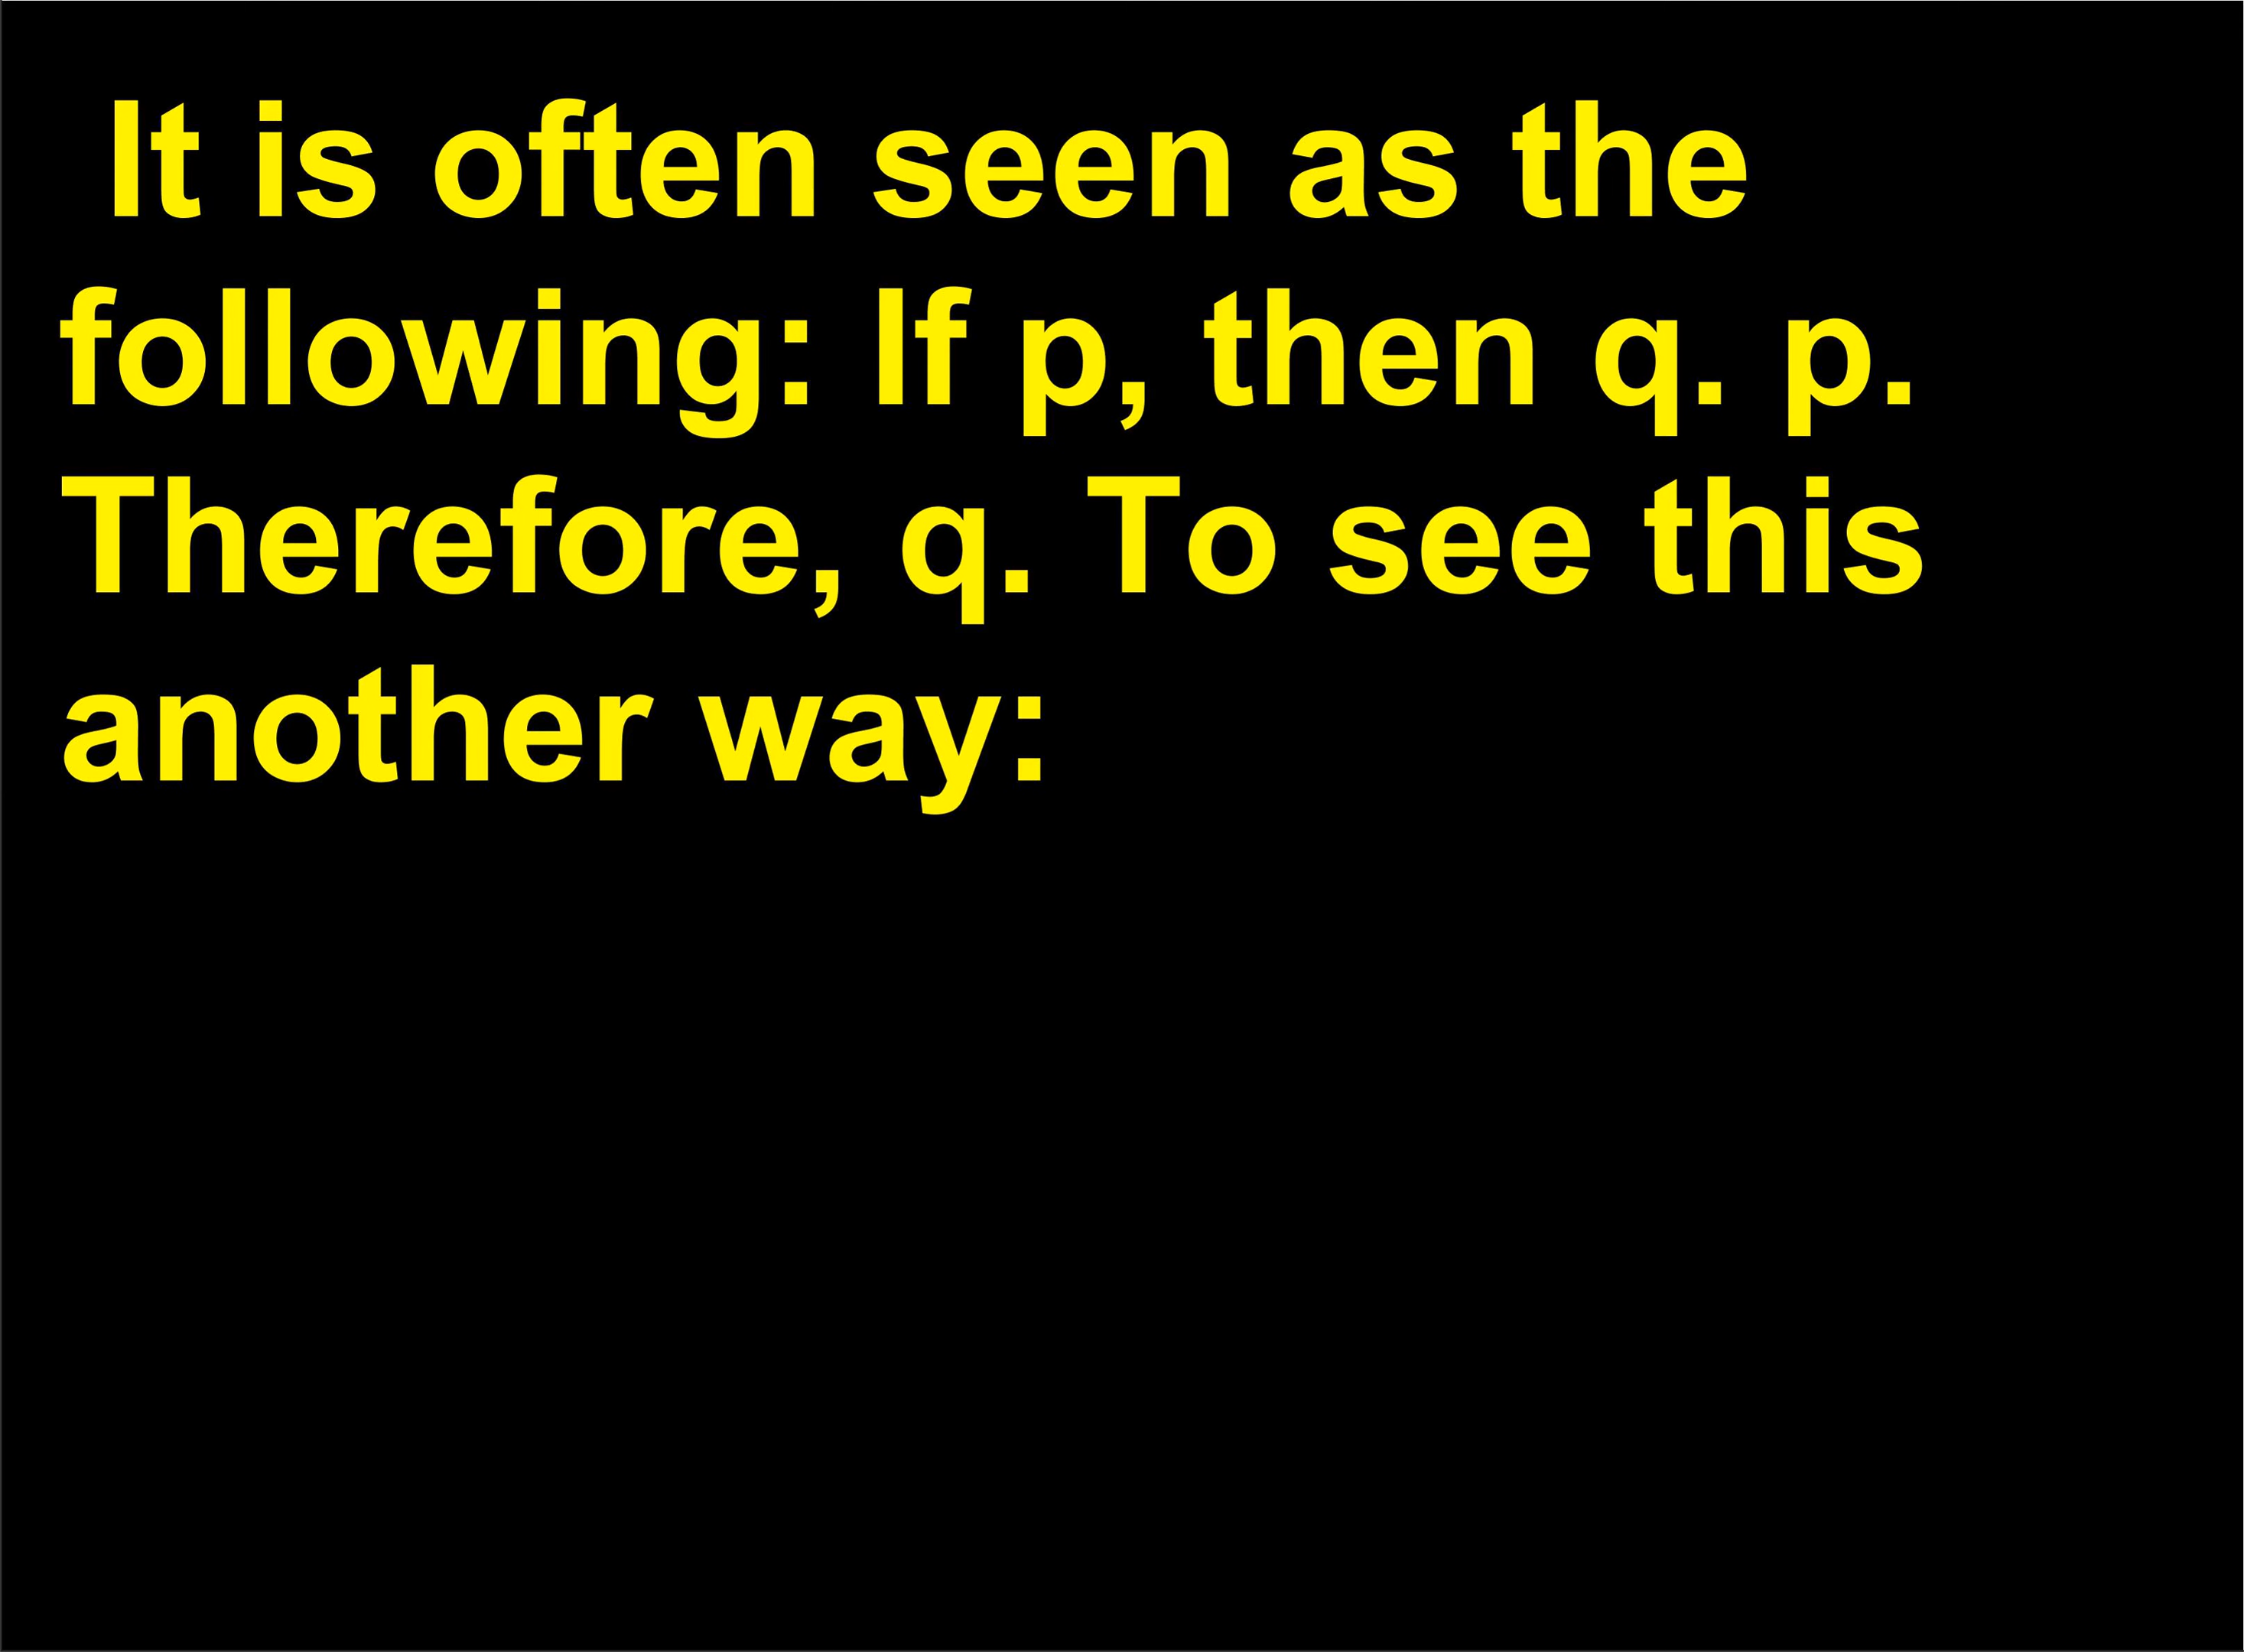 It is often seen as the
following: If p, then q. p.
Therefore, q. To see this
another way: